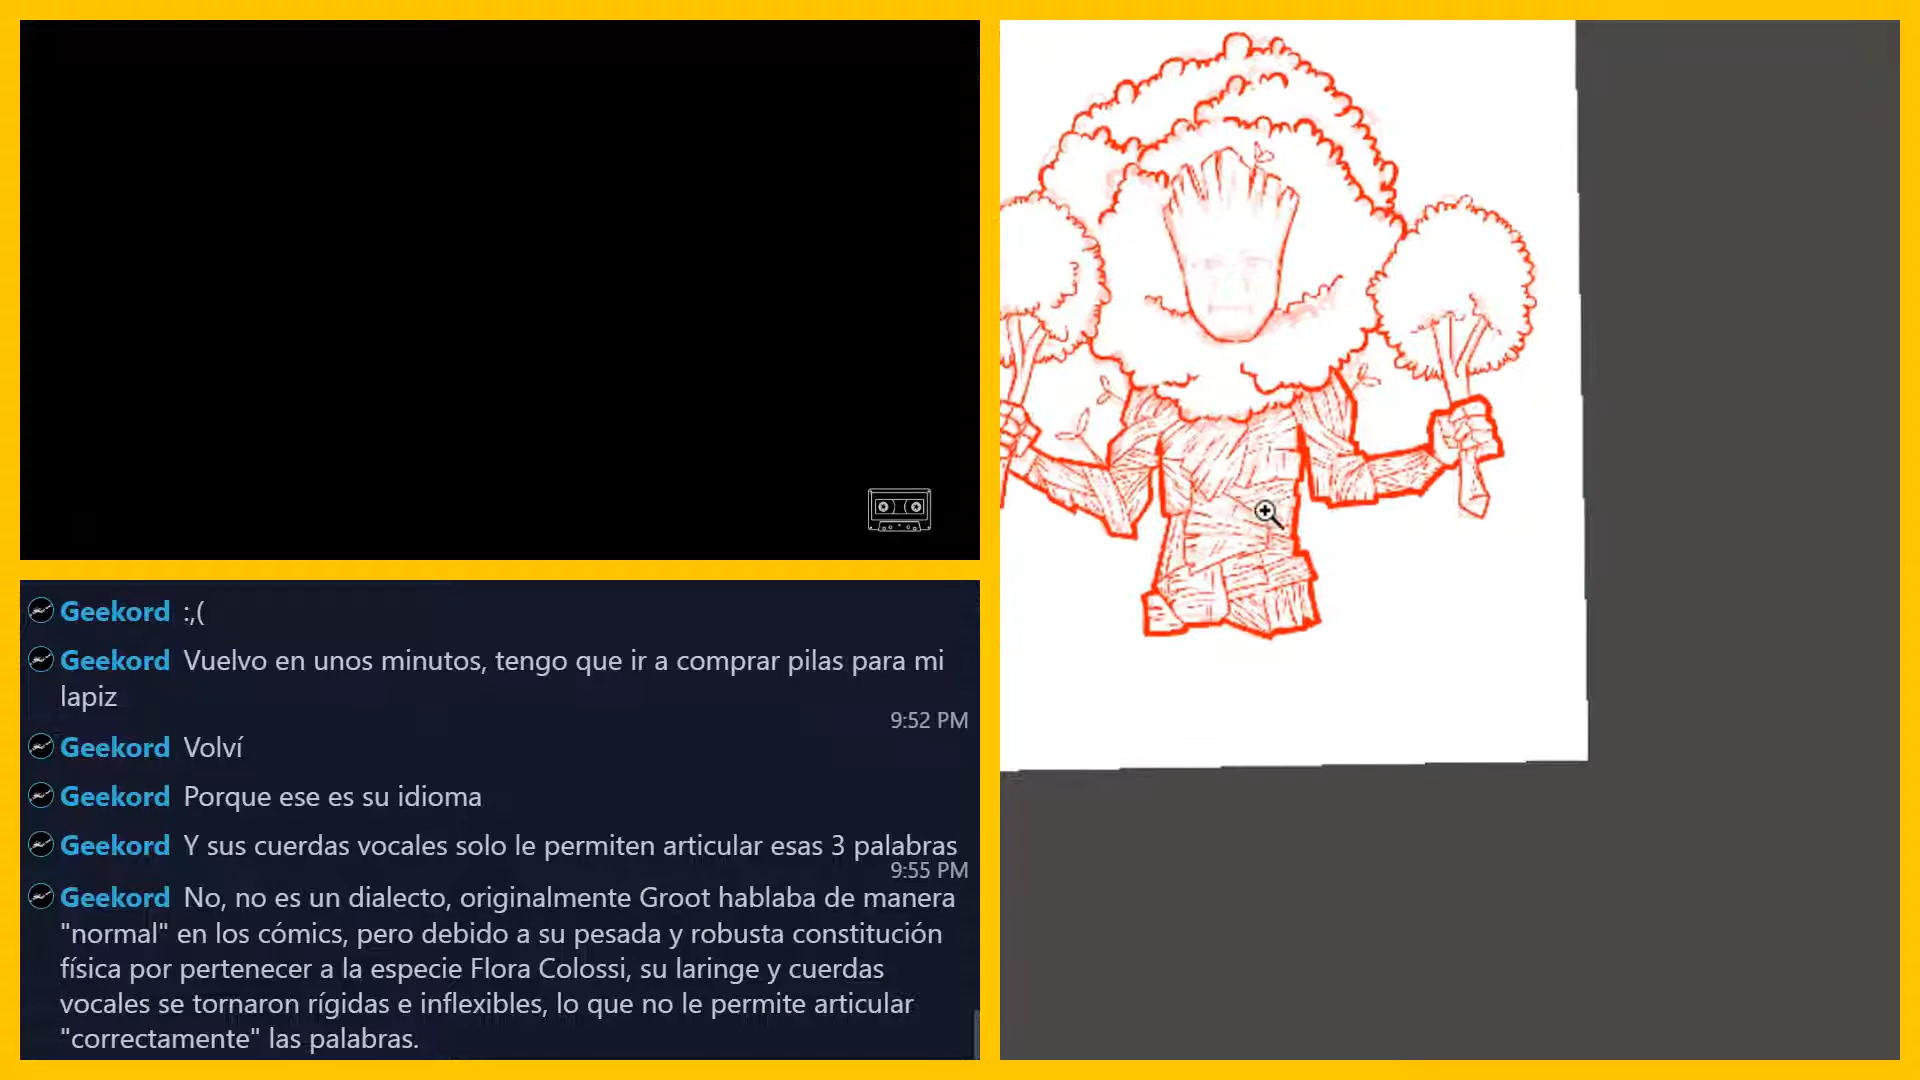 Geekord :,(
Geekord Vuelvo en unos minutos, tengo que ir a comprar pilas para mi
lapiz
9:52 PM
Geekord Volví
Geekord Porque ese es su idioma
Geekord Y sus cuerdas vocales solo le permiten articular esas 3 palabras
9:55 PM
Geekord No, no es un dialecto, originalmente Groot hablaba de manera
"normal" en los cómics, pero debido a su pesada y robusta constitución
física por pertenecer a la especie Flora Colossi, su laringe y cuerdas
vocales se tornaron rígidas e inflexibles, lo que no le permite articular
"correctamente" las palabras.